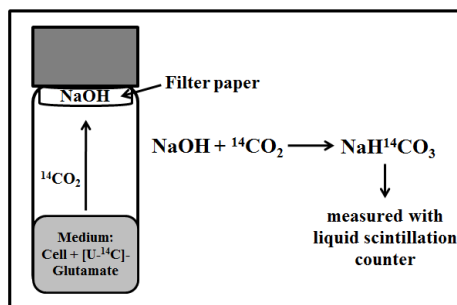 NaOH
Filter paper
NaOH + ¹⁴CO₂ ⟶ NaH¹⁴CO₃
¹⁴CO₂
measured with
liquid scintillation
counter
Medium:
Cell + [U-¹⁴C]-
Glutamate